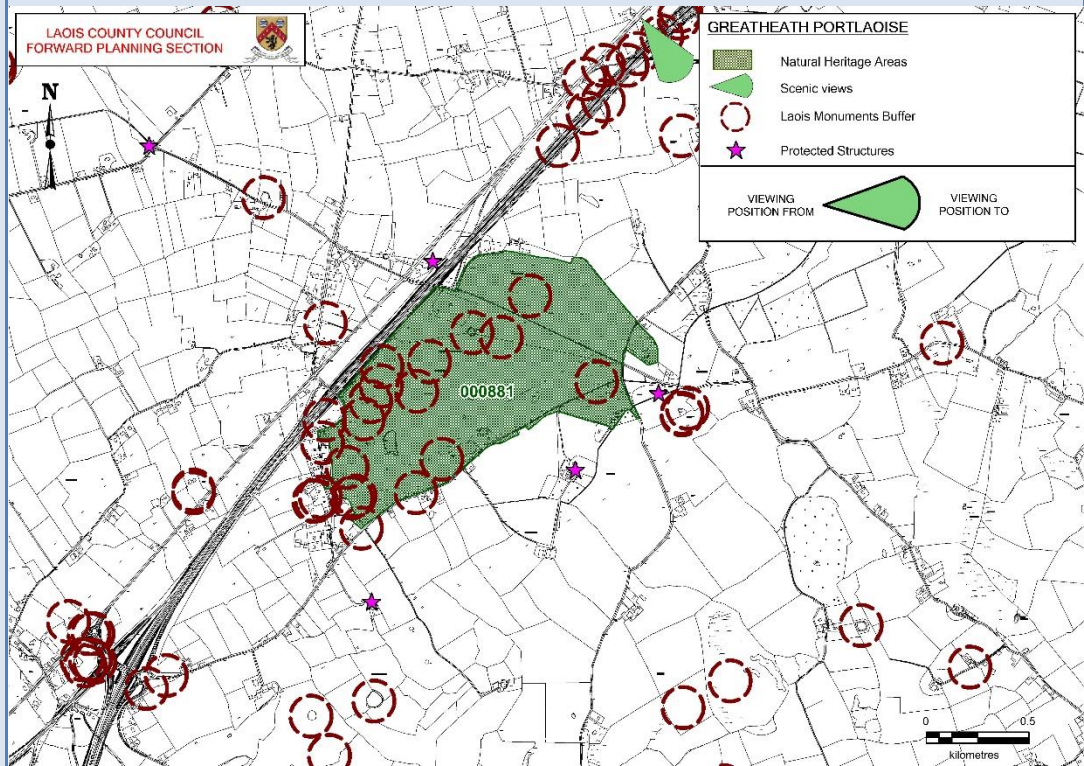 LAOIS COUNTY COUNCIL
FORWARD PLANNING SECTION
N
GREATHEATH PORTLAOISE
Natural Heritage Areas
Scenic views
Laois Monuments Buffer
Protected Structures
VIEWING
POSITION FROM
VIEWING
POSITION TO
000881
0
0.5
kilometres